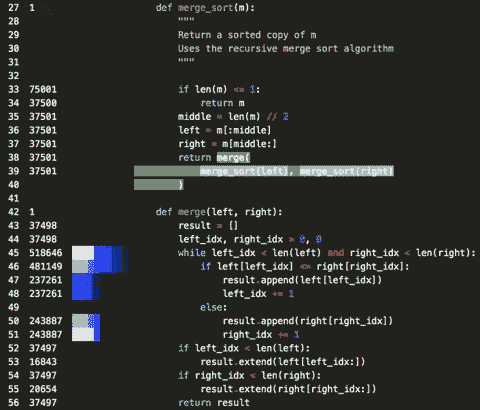 27 1 def merge_sort(m):
28 """
29 Return a sorted copy of m
30 Uses the recursive merge sort algorithm
31 """
32
33 75001 if len(m) <= 1:
34 37500 return m
35 37501 middle = len(m) // 2
36 37501 left = m[:middle]
37 37501 right = m[middle:]
38 37501 return merge(
39 37501 merge_sort(left), merge_sort(right)
40 )
41
42 1 def merge(left, right):
43 37498 result = []
44 37498 left_idx, right_idx = 0, 0
45 518646 while left_idx < len(left) and right_idx < len(right):
46 481149 if left[left_idx] <= right[right_idx]:
47 237261 result.append(left[left_idx])
48 237261 left_idx += 1
49 else:
50 243887 result.append(right[right_idx])
51 243887 right_idx += 1
52 37497 if left_idx < len(left):
53 16843 result.extend(left[left_idx:])
54 37497 if right_idx < len(right):
55 20654 result.extend(right[right_idx:])
56 37497 return result